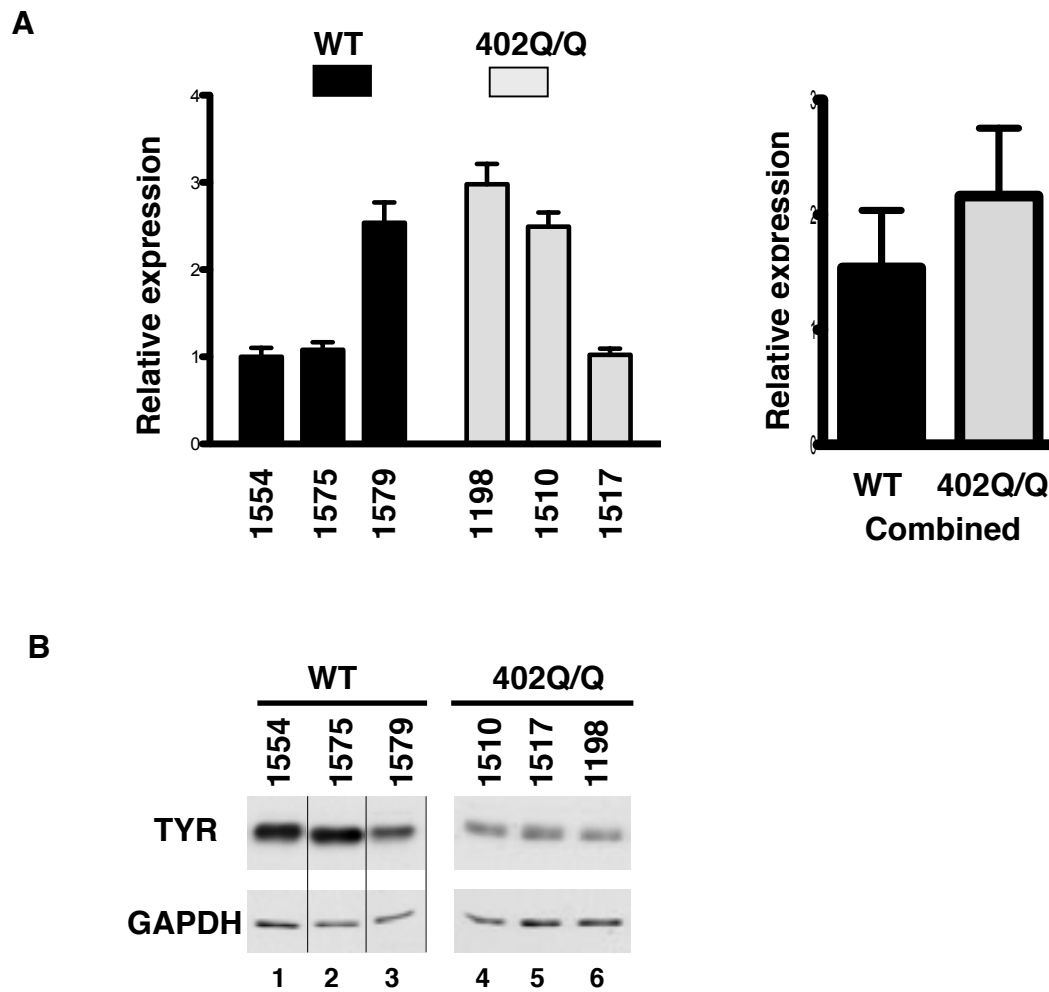 A
WT 402Q/Q
Relative expression
4
3
2
1
0
1554 1575 1579 1198 1510 1517
Relative expression
3
2
1
0
WT 402Q/Q
Combined
B
WT 402Q/Q
1554 1575 1579 1510 1517 1198
TYR
GAPDH
1 2 3 4 5 6